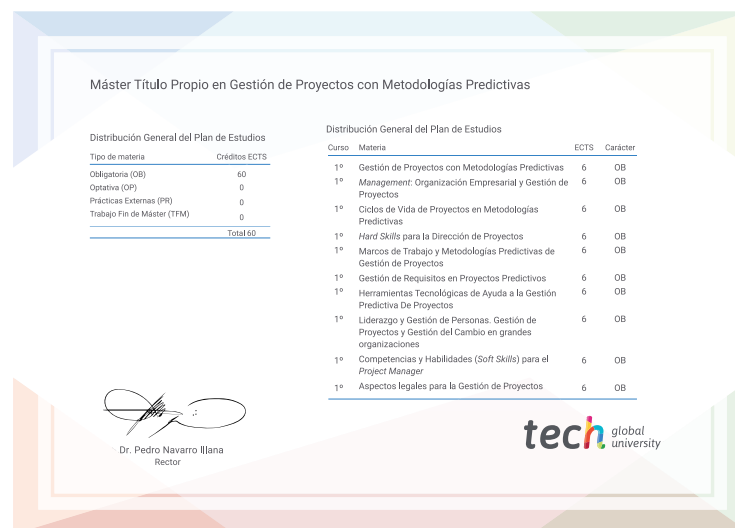 Máster Título Propio en Gestión de Proyectos con Metodologías Predictivas
Distribución General del Plan de Estudios
Tipo de materia Créditos ECTS
Obligatoria (OB) 60
Optativa (OP) 0
Prácticas Externas (PR) 0
Trabajo Fin de Máster (TFM) 0
Total 60
Distribución General del Plan de Estudios
Curso Materia ECTS Carácter
1º Gestión de Proyectos con Metodologías Predictivas 6 OB
1º Management: Organización Empresarial y Gestión de 6 OB
Proyectos
1º Ciclos de Vida de Proyectos en Metodologías 6 OB
Predictivas
1º Hard Skills para la Dirección de Proyectos 6 OB
1º Marcos de Trabajo y Metodologías Predictivas de 6 OB
Gestión de Proyectos
1º Gestión de Requisitos en Proyectos Predictivos 6 OB
1º Herramientas Tecnológicas de Ayuda a la Gestión 6 OB
Predictiva De Proyectos
1º Liderazgo y Gestión de Personas. Gestión de 6 OB
Proyectos y Gestión del Cambio en grandes
organizaciones
1º Competencias y Habilidades (Soft Skills) para el 6 OB
Project Manager
1º Aspectos legales para la Gestión de Proyectos 6 OB
Dr. Pedro Navarro Illana
Rector
tech global
university